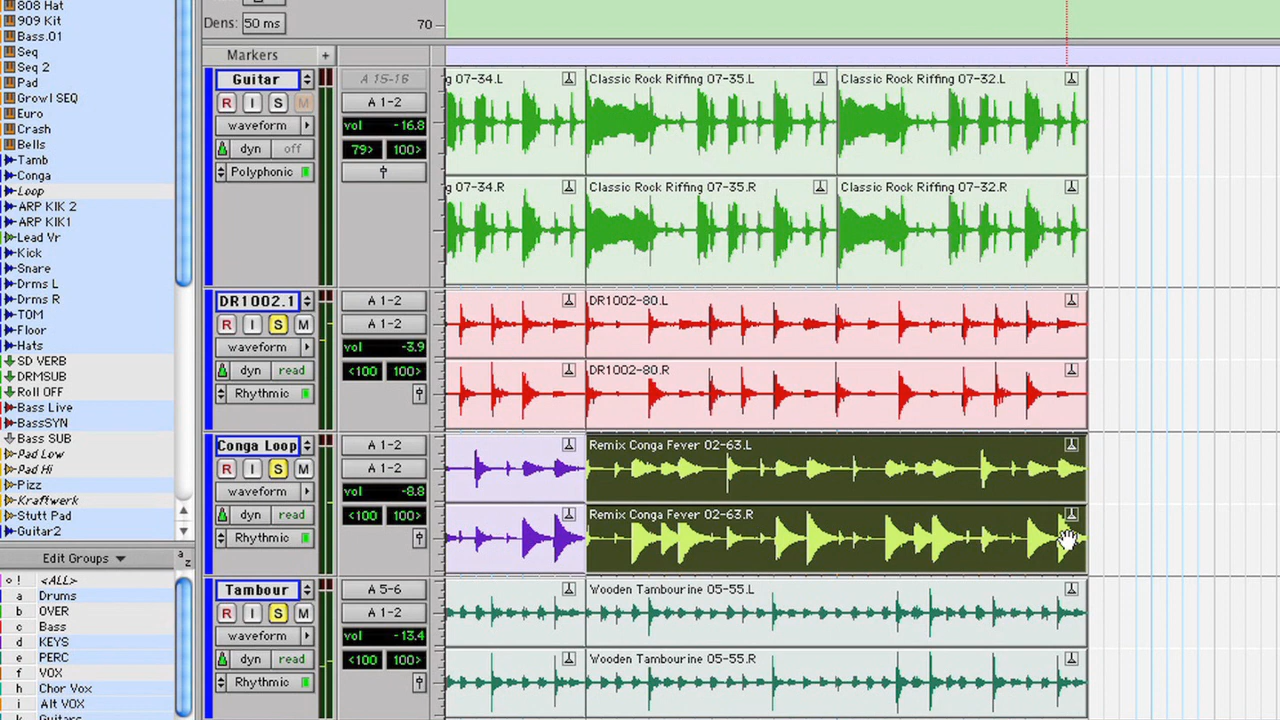 808 Hat
909 Kit
Bass.01
Seq
Seq 2
Pad
Growl SEQ
Euro
Crash
Bells
Tamb
Conga
Loop
ARP KIK 2
ARP KIK1
Lead Vr
Kick
Snare
Drms L
Drms R
TOM
Floor
Hats
SD VERB
DRMSUB
Roll OFF
Bass Live
BassSYN
Bass SUB
Pad Low
Pad Hi
Pizz
Kraftwerk
Stutt Pad
Guitar2
Edit Groups
a
z
! <ALL>
a Drums
b OVER
c Bass
d KEYS
e PERC
f VOX
h Chor Vox
i Alt VOX
k Guitars
Dens: 50 ms
70
Markers +
Guitar
A 15-16
R I S M
A 1-2
waveform
vol -16.8
dyn off
79> 100>
Polyphonic
g 07-34.L
Classic Rock Riffing 07-35.L
Classic Rock Riffing 07-32.L
g 07-34.R
Classic Rock Riffing 07-35.R
Classic Rock Riffing 07-32.R
DR1002.1
A 1-2
R I S M
A 1-2
waveform
vol -3.9
dyn read
<100 100>
Rhythmic
DR1002-80.L
DR1002-80.R
Conga Loop
A 1-2
R I S M
A 1-2
waveform
vol -8.8
dyn read
<100 100>
Rhythmic
Remix Conga Fever 02-63.L
Remix Conga Fever 02-63.R
Tambour
A 5-6
R I S M
A 1-2
waveform
vol -13.4
dyn read
<100 100>
Rhythmic
Wooden Tambourine 05-55.L
Wooden Tambourine 05-55.R